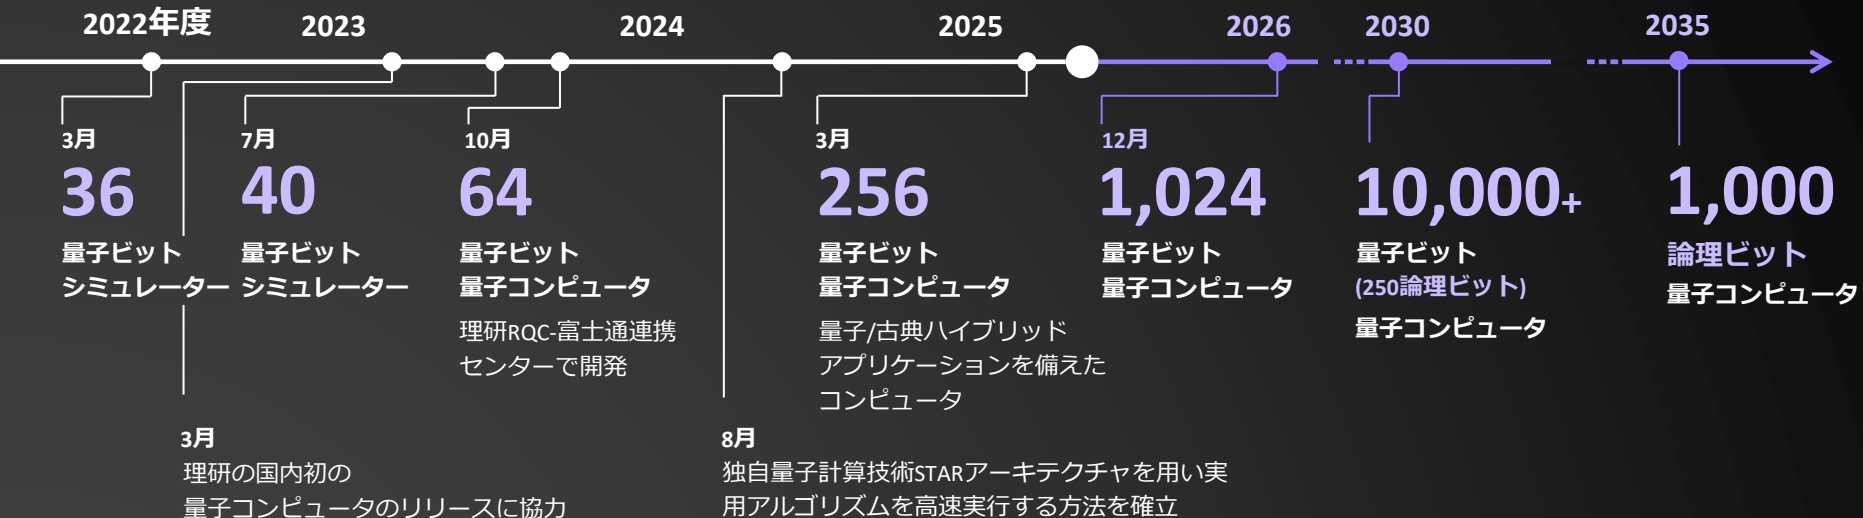 2022年度
2023
2024
2025
2026
2030
2035
3月
36
量子ビット
シミュレーター
3月
理研の国内初の
量子コンピュータのリリースに協力
7月
40
量子ビット
シミュレーター
10月
64
量子ビット
量子コンピュータ
理研RQC-富士通連携
センターで開発
8月
独自量子計算技術STARアーキテクチャを用い実
用アルゴリズムを高速実行する方法を確立
3月
256
量子ビット
量子コンピュータ
量子/古典ハイブリッド
アプリケーションを備えた
コンピュータ
12月
1,024
量子ビット
量子コンピュータ
10,000+
量子ビット
(250論理ビット)
量子コンピュータ
1,000
論理ビット
量子コンピュータ